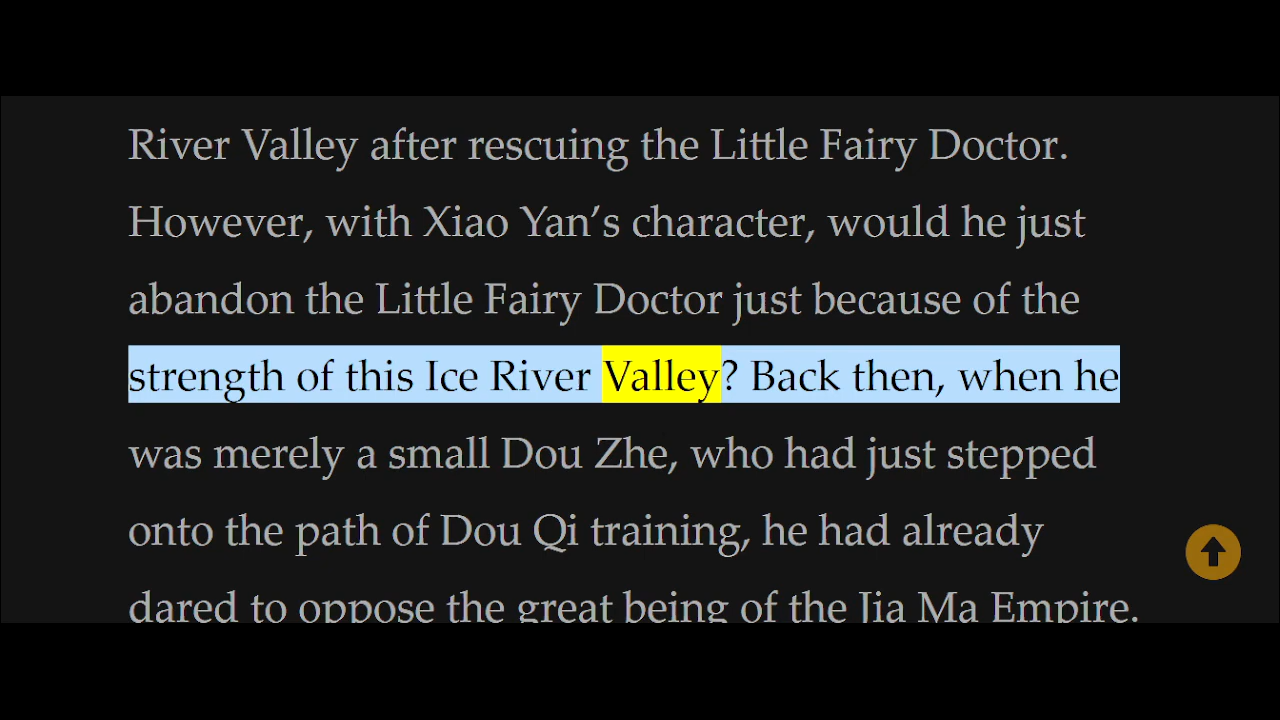 River Valley after rescuing the Little Fairy Doctor.
However, with Xiao Yan’s character, would he just
abandon the Little Fairy Doctor just because of the
strength of this Ice River Valley? Back then, when he
was merely a small Dou Zhe, who had just stepped
onto the path of Dou Qi training, he had already
dared to oppose the great being of the Jia Ma Empire.